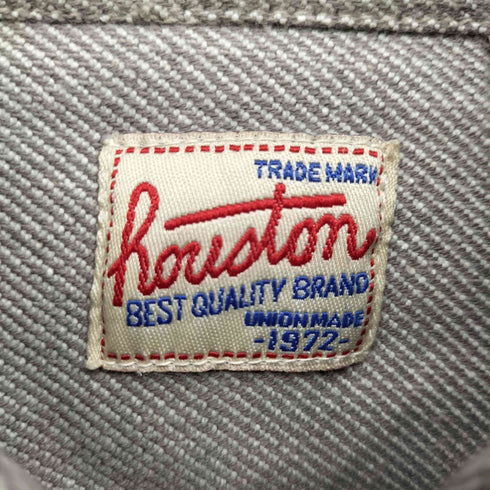 TRADE MARK
houston
BEST QUALITY BRAND
UNION MADE
-1972-